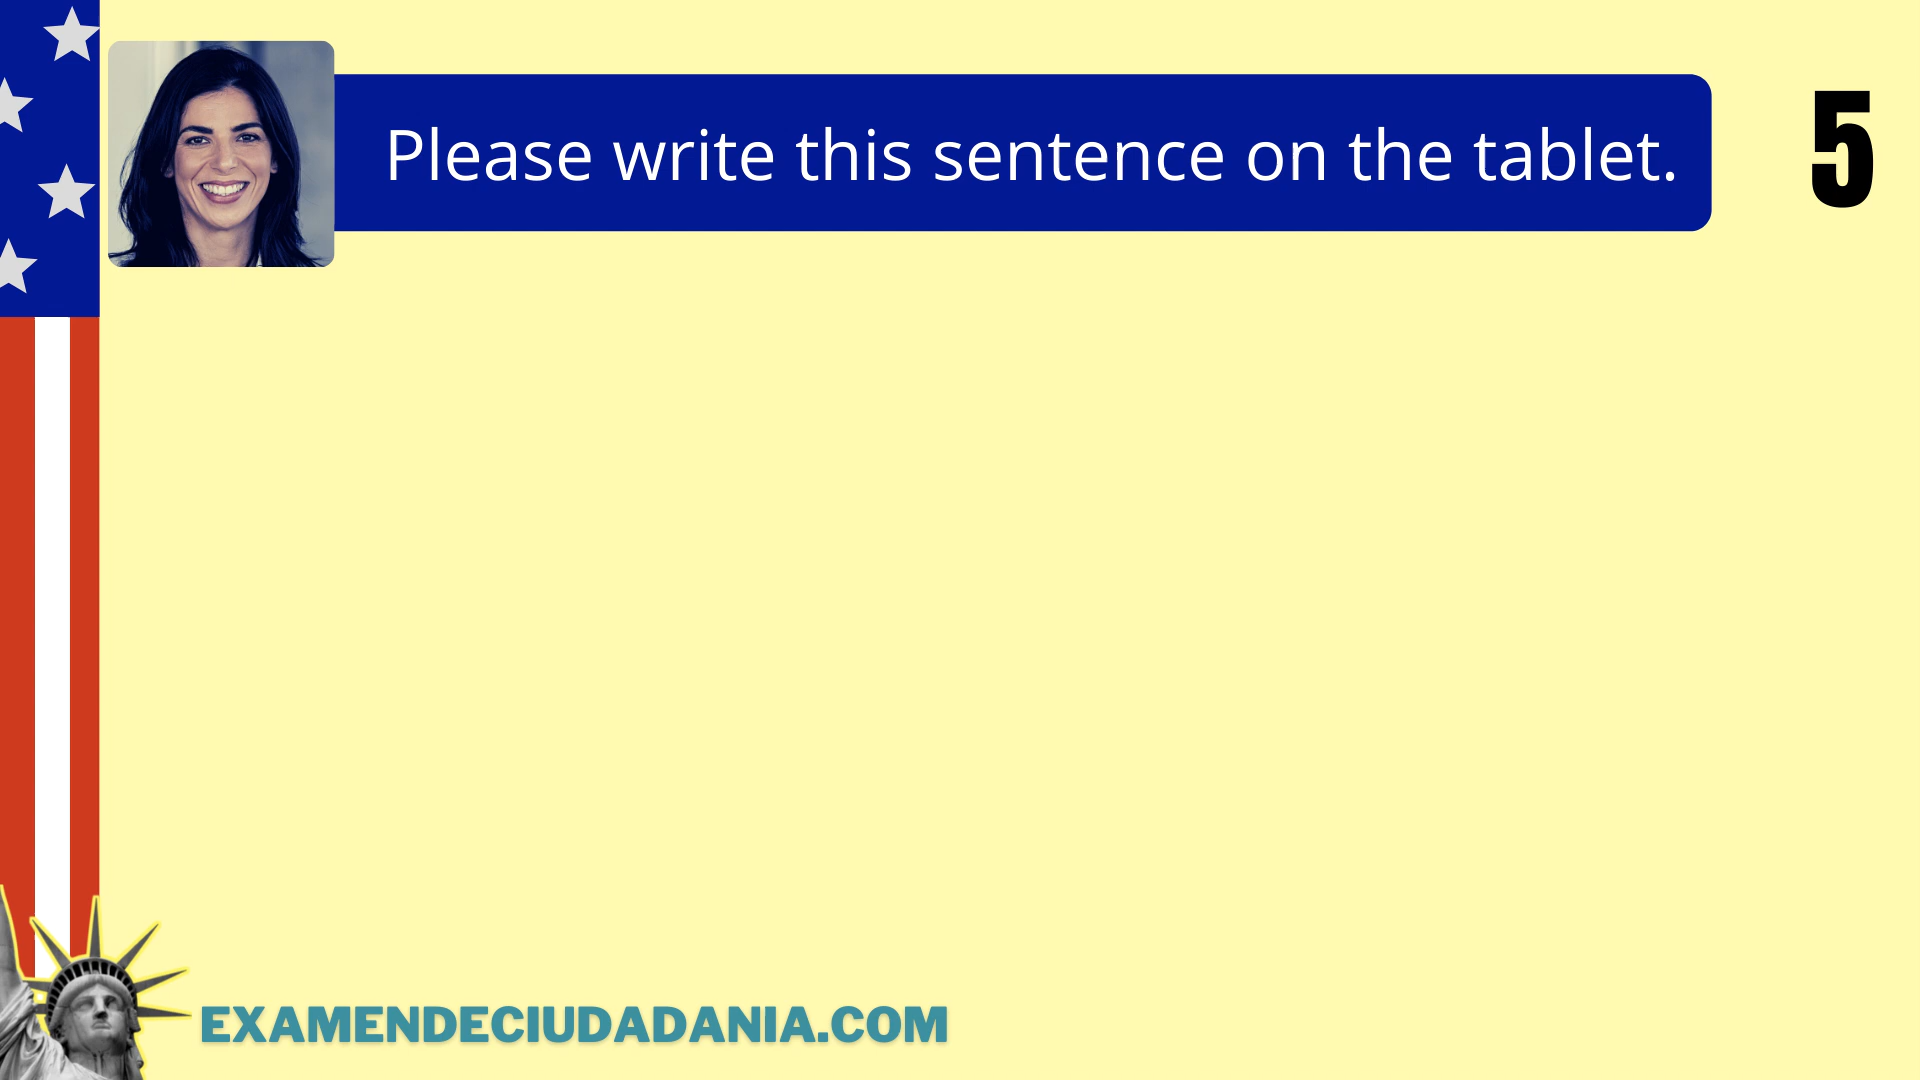 Please write this sentence on the tablet.
5
EXAMENDECIUDADANIA.COM